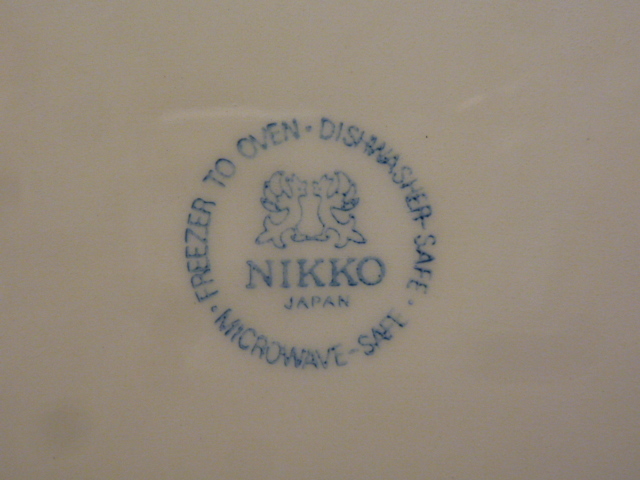 FREEZER TO OVEN · DISHWASHER-SAFE · MICROWAVE-SAFE ·
NIKKO
JAPAN